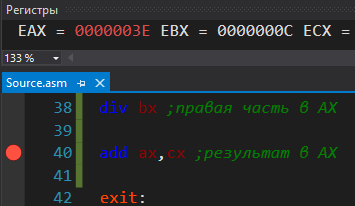 Регистры
EAX = 0000003E EBX = 0000000C ECX =
133 %
Source.asm
38 div bx ;правая часть в AX
39
40 add ax,cx ;результат в AX
41
42 exit: